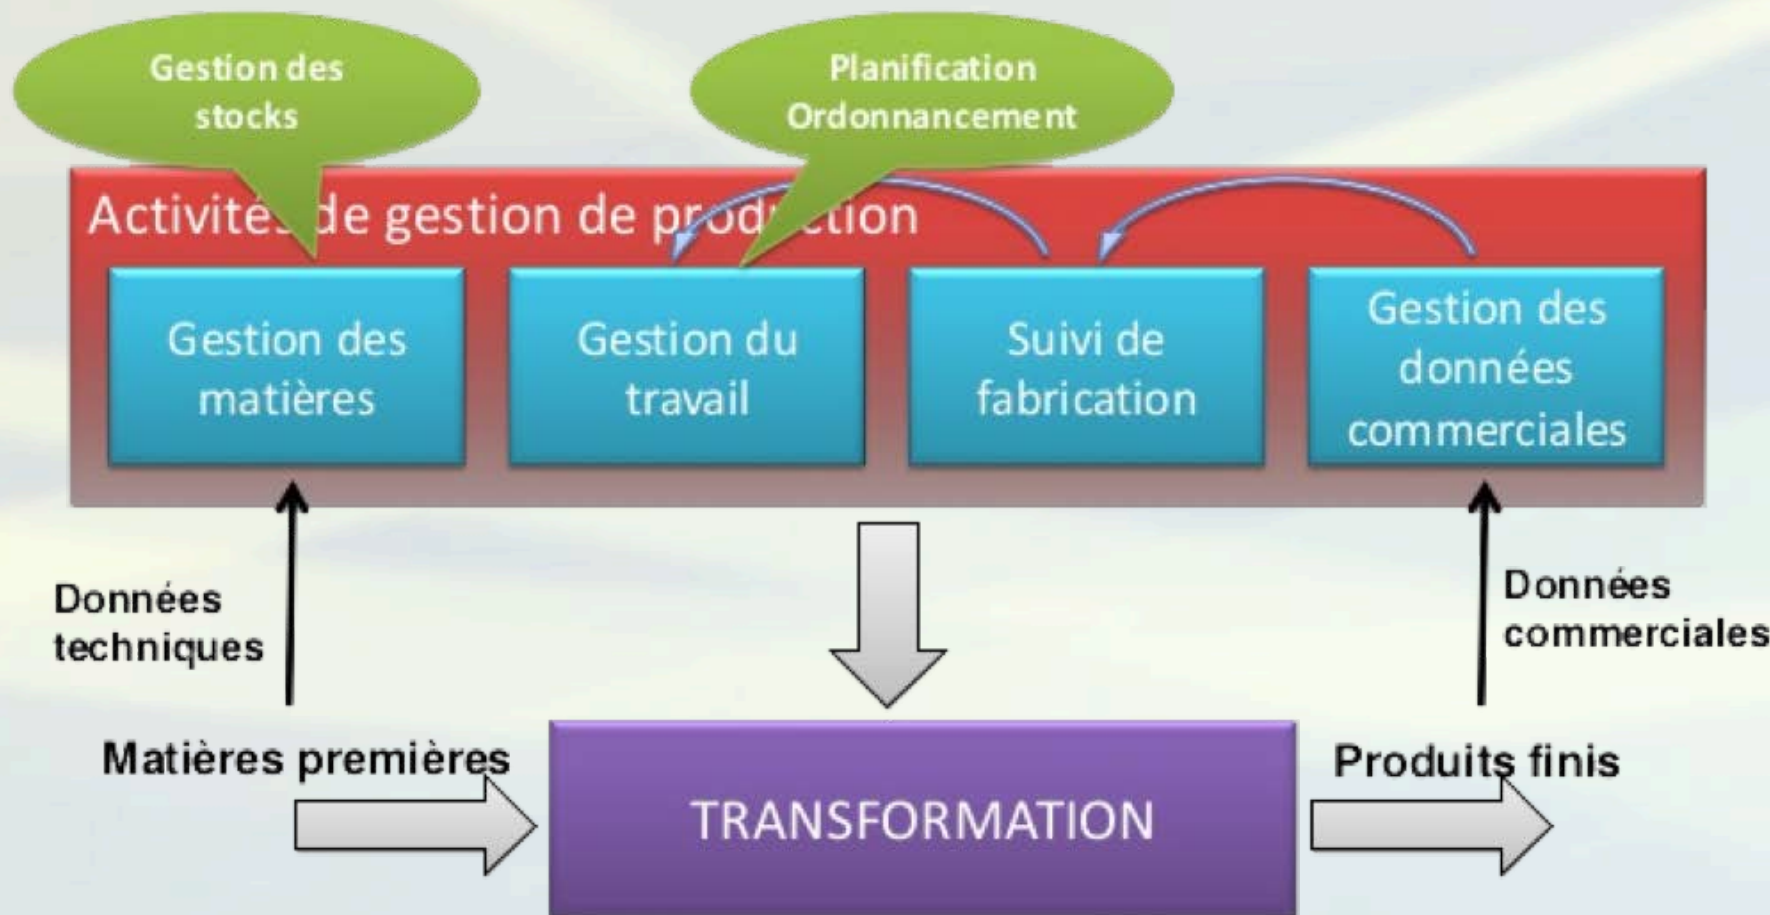 Gestion des
stocks
Planification
Ordonnancement
Activités de gestion de production
Gestion des
matières
Gestion du
travail
Suivi de
fabrication
Gestion des
données
commerciales
Données
techniques
Données
commerciales
Matières premières
Produits finis
TRANSFORMATION